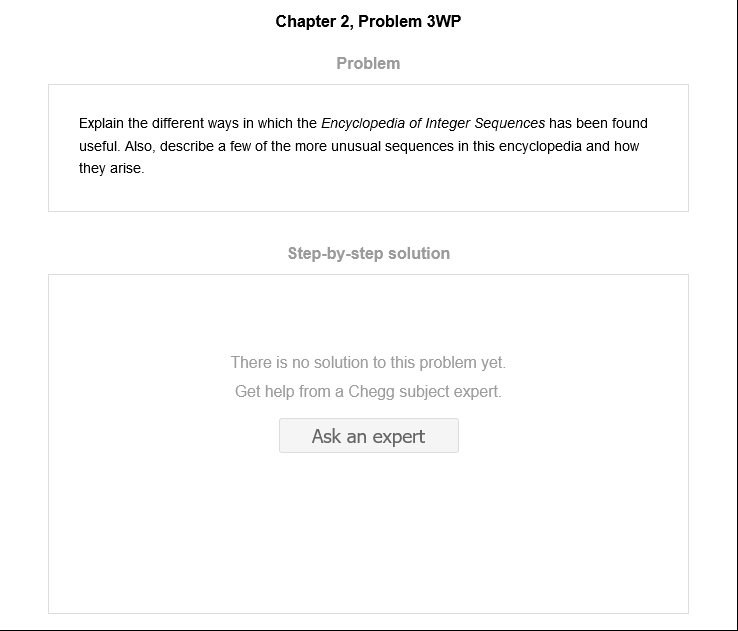 Chapter 2, Problem 3WP
Problem
Explain the different ways in which the Encyclopedia of Integer Sequences has been found
useful. Also, describe a few of the more unusual sequences in this encyclopedia and how
they arise.
Step-by-step solution
There is no solution to this problem yet.
Get help from a Chegg subject expert.
Ask an expert